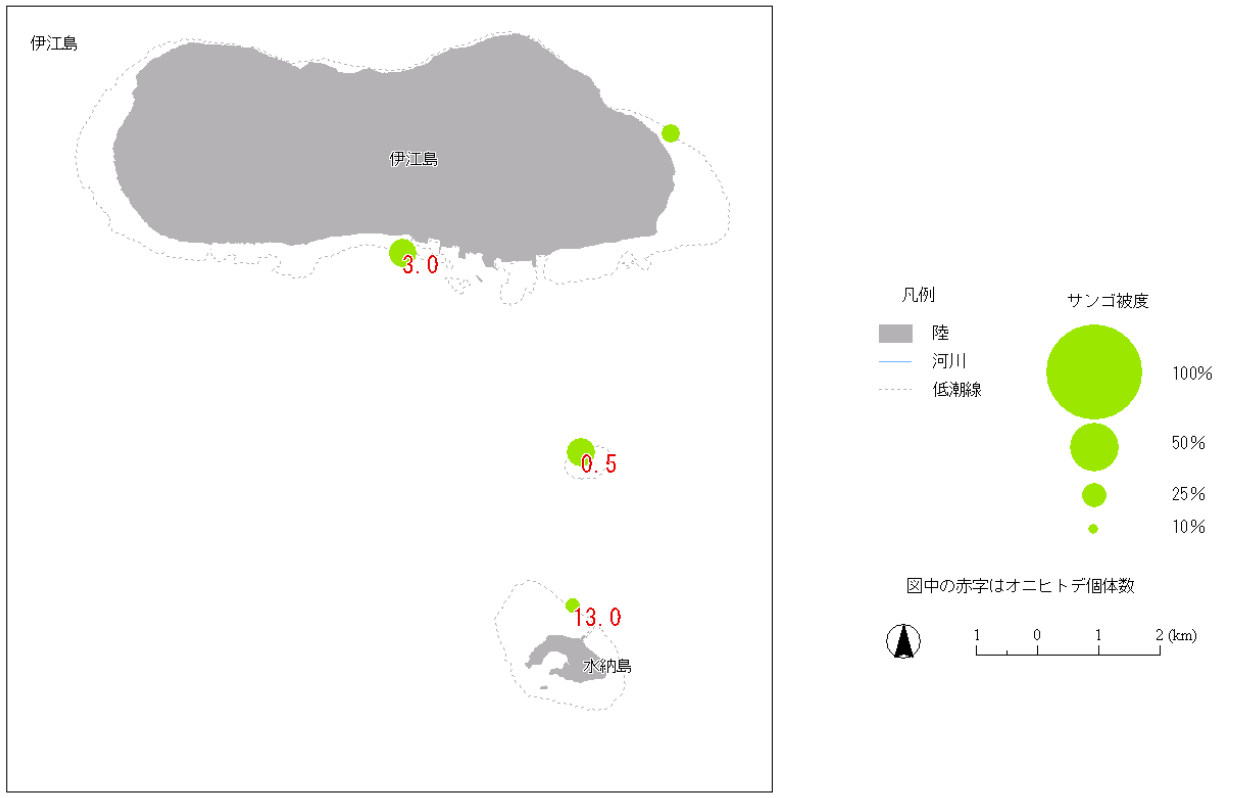 伊江島
伊江島
3.0
0.5
13.0
水納島
凡例
陸
河川
低潮線
サンゴ被度
100%
50%
25%
10%
図中の赤字はオニヒトデ個体数
1 0 1 2 (km)